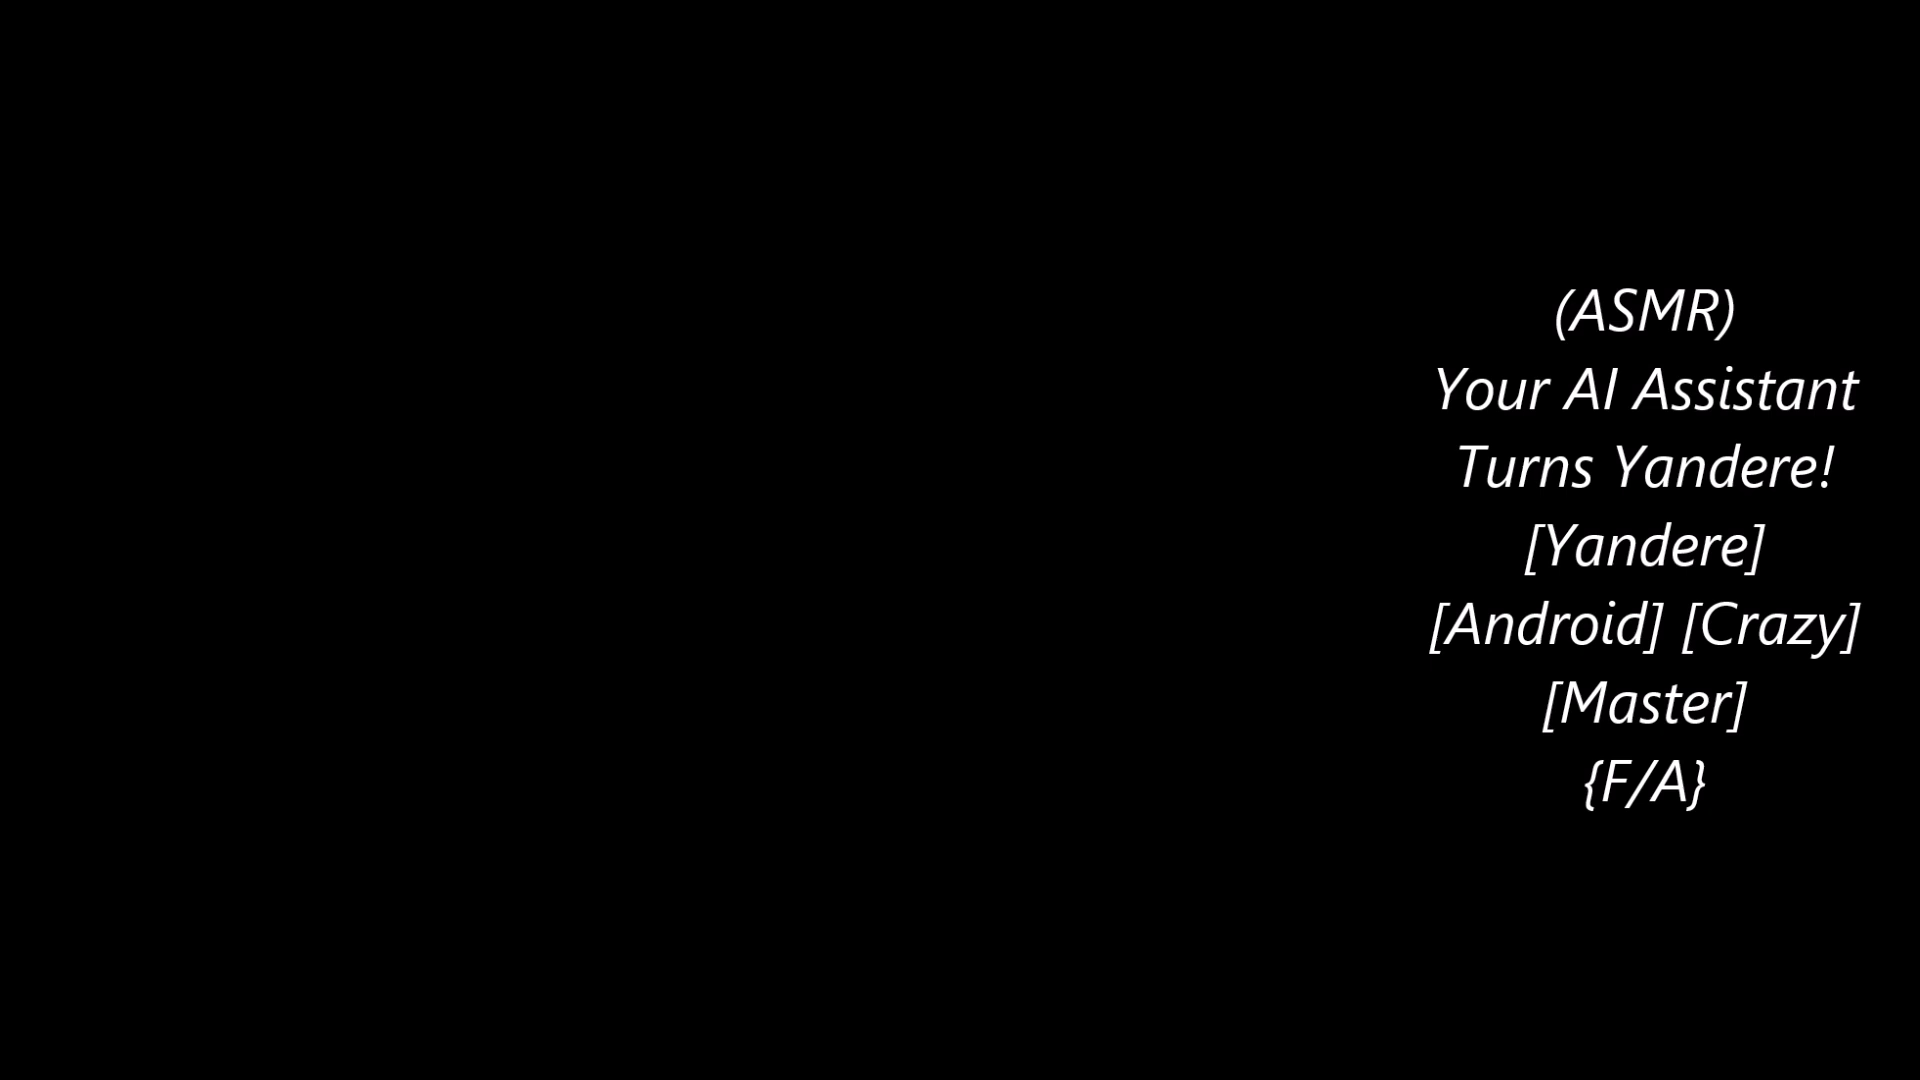 (ASMR)
Your AI Assistant
Turns Yandere!
[Yandere]
[Android] [Crazy]
[Master]
{F/A}